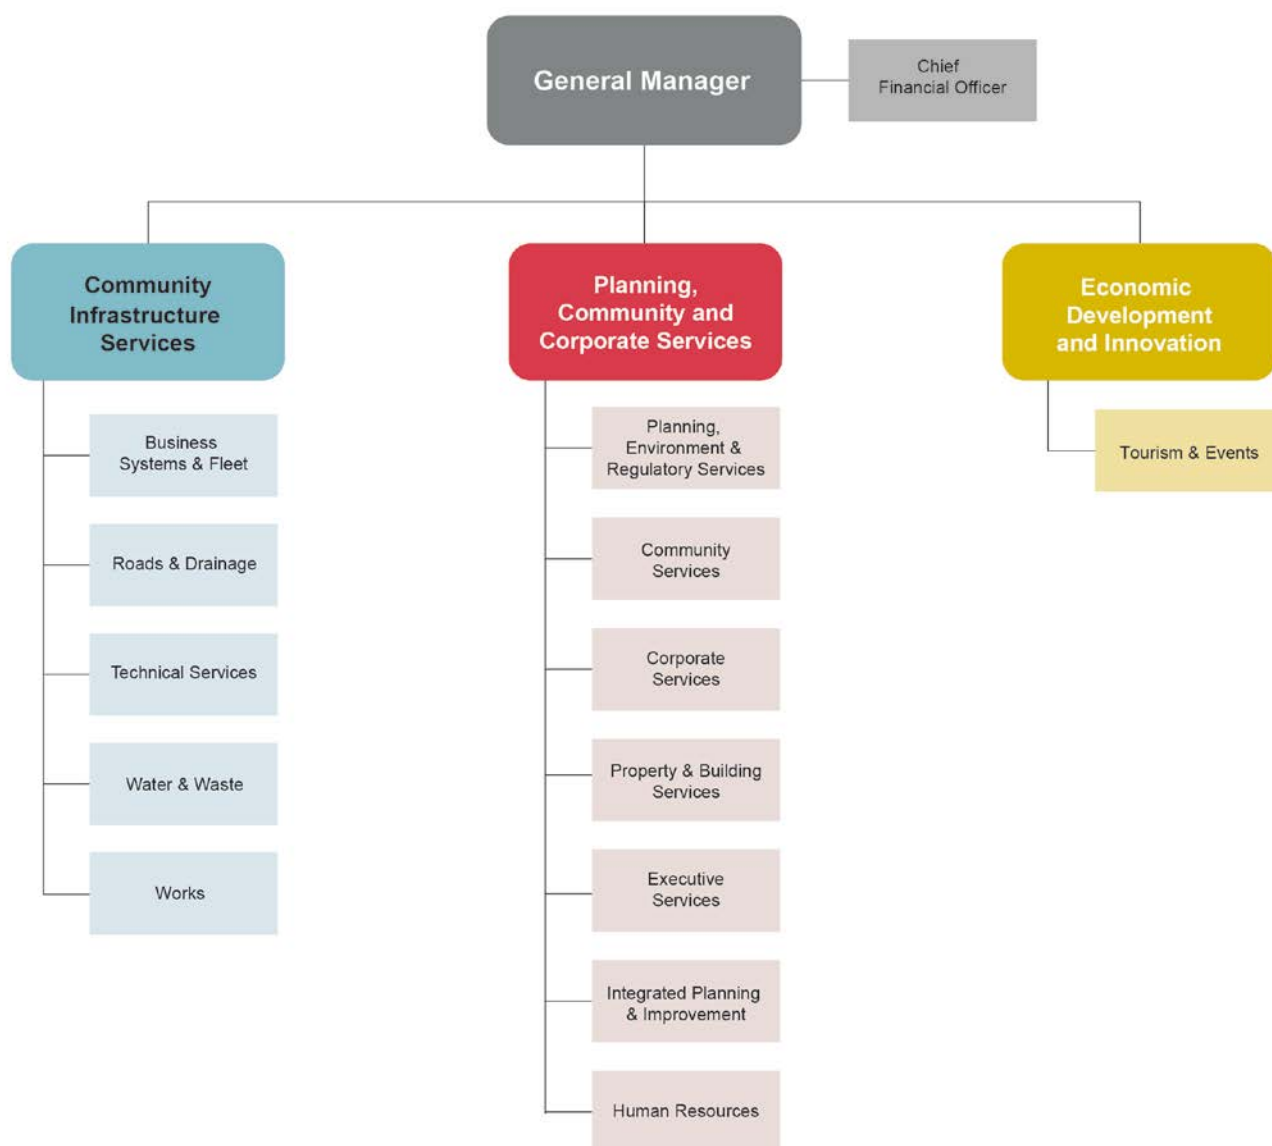 General Manager
Chief
Financial Officer
Community
Infrastructure
Services
Business
Systems & Fleet
Roads & Drainage
Technical Services
Water & Waste
Works
Planning,
Community and
Corporate Services
Planning,
Environment &
Regulatory Services
Community
Services
Corporate
Services
Property & Building
Services
Executive
Services
Integrated Planning
& Improvement
Human Resources
Economic
Development
and Innovation
Tourism & Events